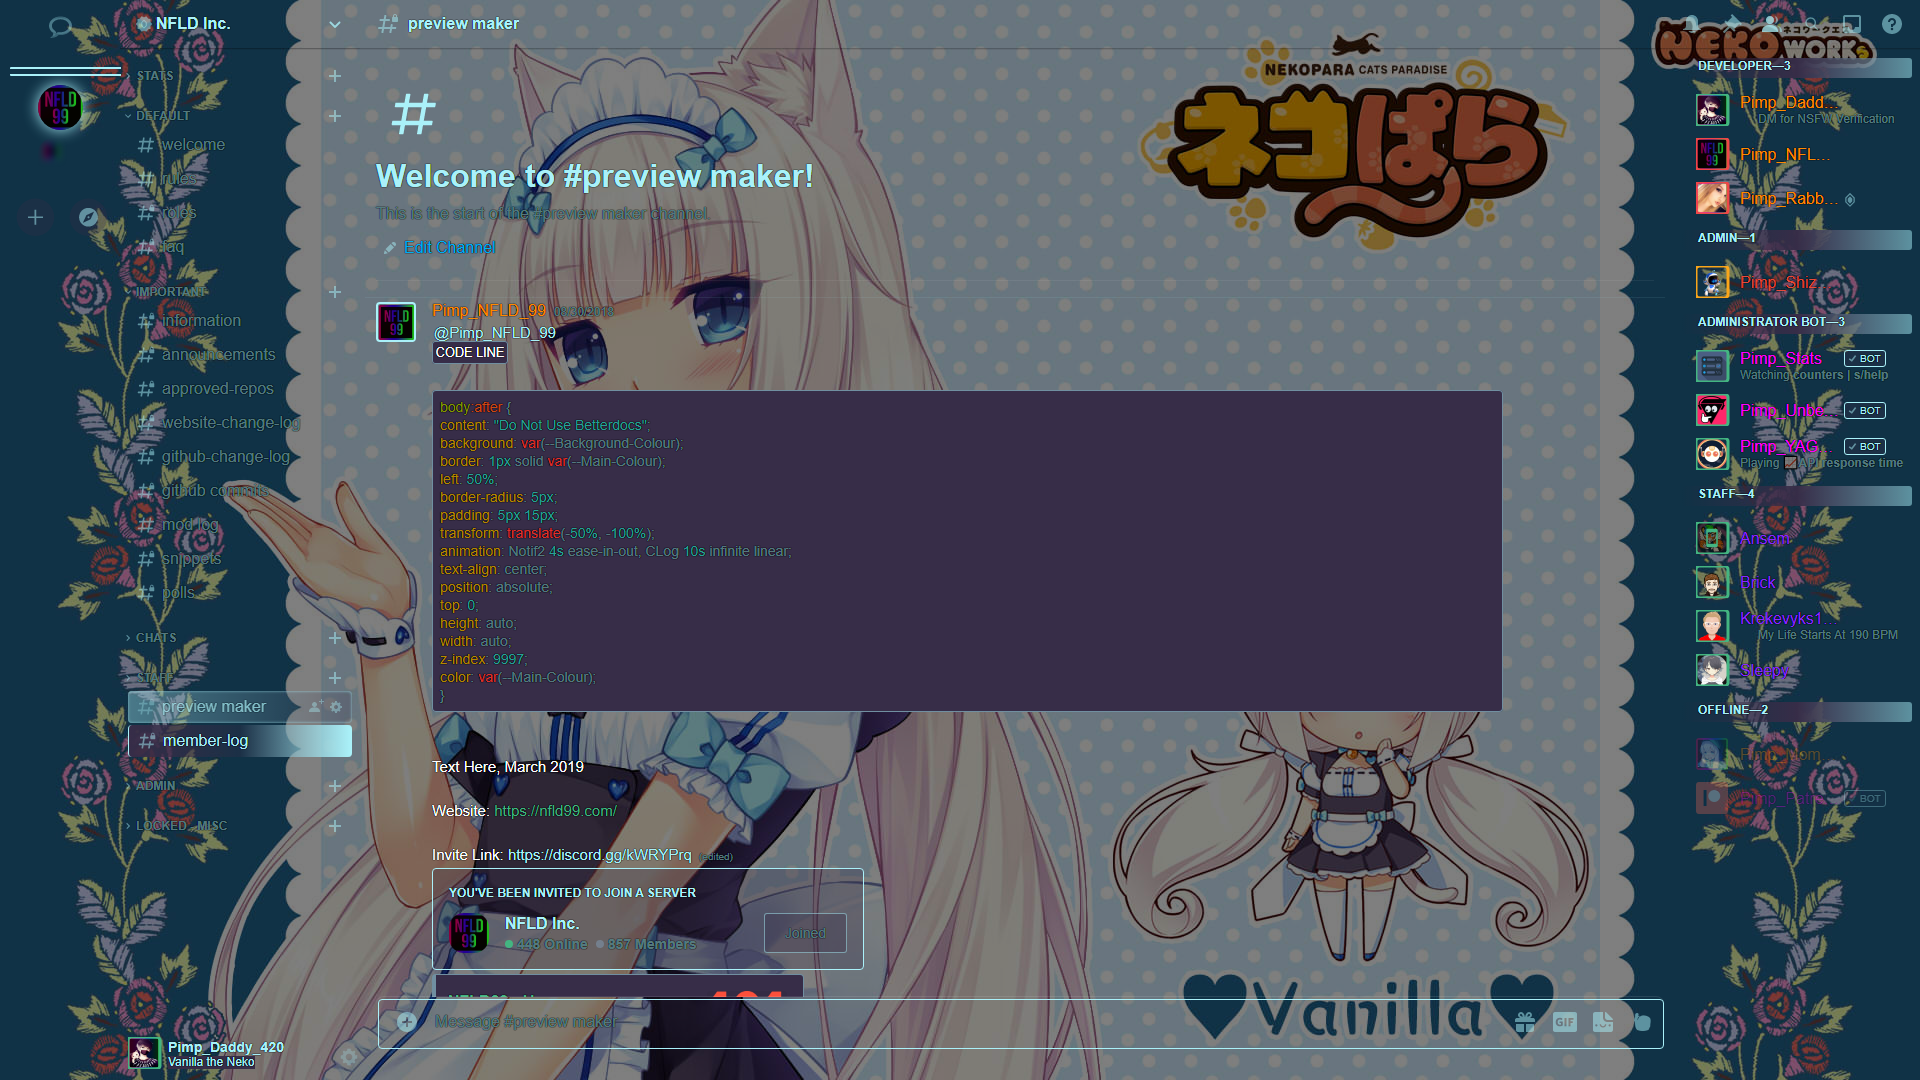 NFLD Inc.
STATS
DEFAULT
welcome
rules
roles
faq
IMPORTANT
information
announcements
approved-repos
website-change-log
github-change-log
github commits
mod log
snippets
polls
CHATS
STAFF
preview maker
member-log
ADMIN
LOCKED_MISC
Pimp_Daddy_420
Vanilla the Neko
preview maker
#
Welcome to #preview maker!
This is the start of the #preview maker channel.
Edit Channel
NFLD
99
Pimp_NFLD_99
@Pimp_NFLD_99
CODE LINE
body:after {
content: "Do Not Use Betterdocs";
background: var(--Background-Colour);
border: 1px solid var(--Main-Colour);
left: 50%;
border-radius: 5px;
padding: 5px 15px;
transform: translate(-50%, -100%);
animation: Notif2 4s ease-in-out, CLog 10s infinite linear;
text-align: center;
position: absolute;
top: 0;
height: auto;
width: auto;
z-index: 9997;
color: var(--Main-Colour);
}
Text Here, March 2019
Website: https://nfld99.com/
Invite Link: https://discord.gg/kWRYPrq (edited)
YOU'VE BEEN INVITED TO JOIN A SERVER
NFLD
99
NFLD Inc.
448 Online 857 Members
Joined
Message #preview maker
GIF
NEKOPARA CATS PARADISE
ネコぱら
Vanilla
NEKO WORKs
DEVELOPER—3
Pimp_Dadd...
DM for NSFW Verification
Pimp_NFL...
Pimp_Rabb...
ADMIN—1
Pimp_Shiz...
ADMINISTRATOR BOT—3
Pimp_Stats BOT
Watching counters | s/help
Pimp_Unbe... BOT
Pimp_YAG BOT
Playing API response time
STAFF—4
Ansem
Brick
Krekevyks1...
My Life Starts At 190 BPM
Sleepy
OFFLINE—2
Pimp_Mom
BOT